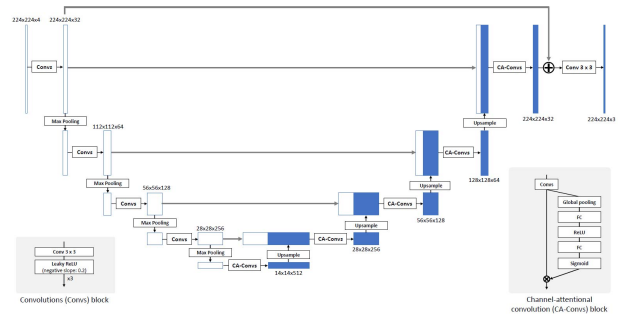 224x224x4
224x224x32
Convs
CA-Convs
Conv 3 x 3
Max Pooling
112x112x64
Upsample
224x224x32
224x224x3
Convs
CA-Convs
Max Pooling
56x56x128
Upsample
128x128x64
Convs
CA-Convs
Max Pooling
28x28x256
Upsample
56x56x128
Convs
CA-Convs
Max Pooling
Upsample
28x28x256
CA-Convs
14x14x512
Conv 3 x 3
Leaky ReLU
(negative slope: 0.2)
x3
Convolutions (Convs) block
Convs
Global pooling
FC
ReLU
FC
Sigmoid
Channel-attentional
convolution (CA-Convs) block